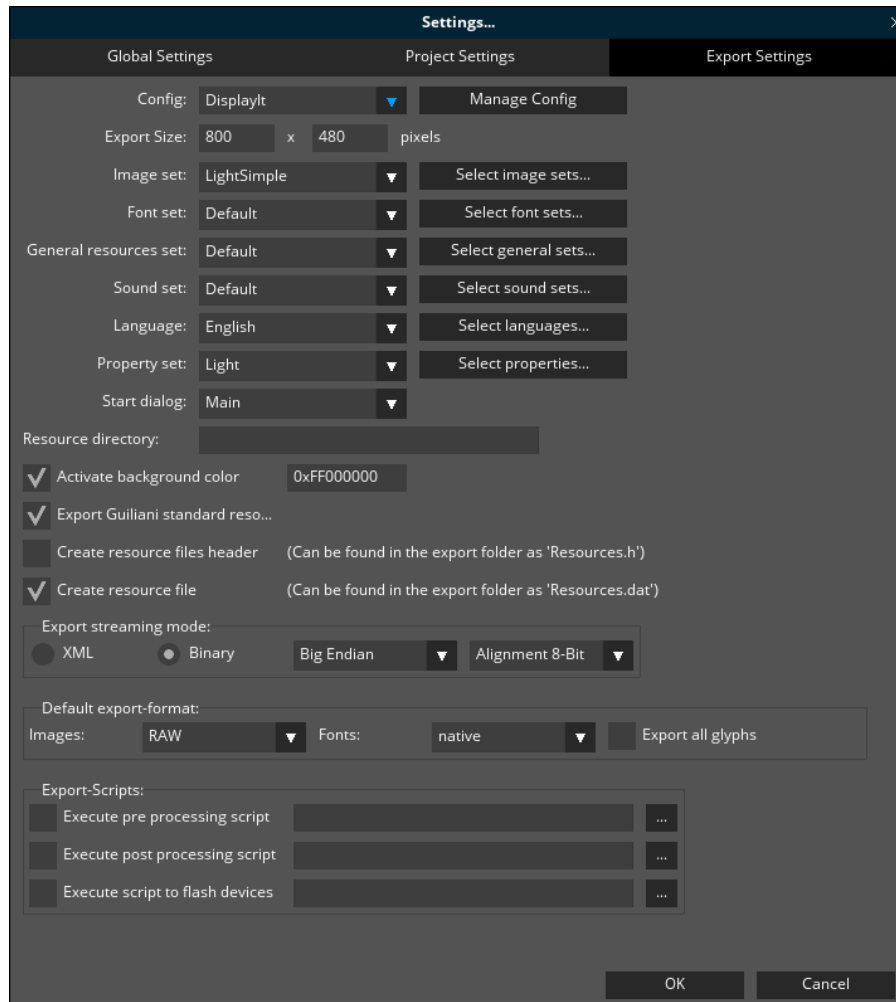 Settings...
Global Settings Project Settings Export Settings
Config: DisplayIt Manage Config
Export Size: 800 x 480 pixels
Image set: LightSimple Select image sets...
Font set: Default Select font sets...
General resources set: Default Select general sets...
Sound set: Default Select sound sets...
Language: English Select languages...
Property set: Light Select properties...
Start dialog: Main
Resource directory:
Activate background color 0xFF000000
Export Guiliani standard reso...
Create resource files header (Can be found in the export folder as 'Resources.h')
Create resource file (Can be found in the export folder as 'Resources.dat')
Export streaming mode:
XML Binary Big Endian Alignment 8-Bit
Default export-format:
Images: RAW Fonts: native Export all glyphs
Export-Scripts:
Execute pre processing script ...
Execute post processing script ...
Execute script to flash devices ...
OK Cancel